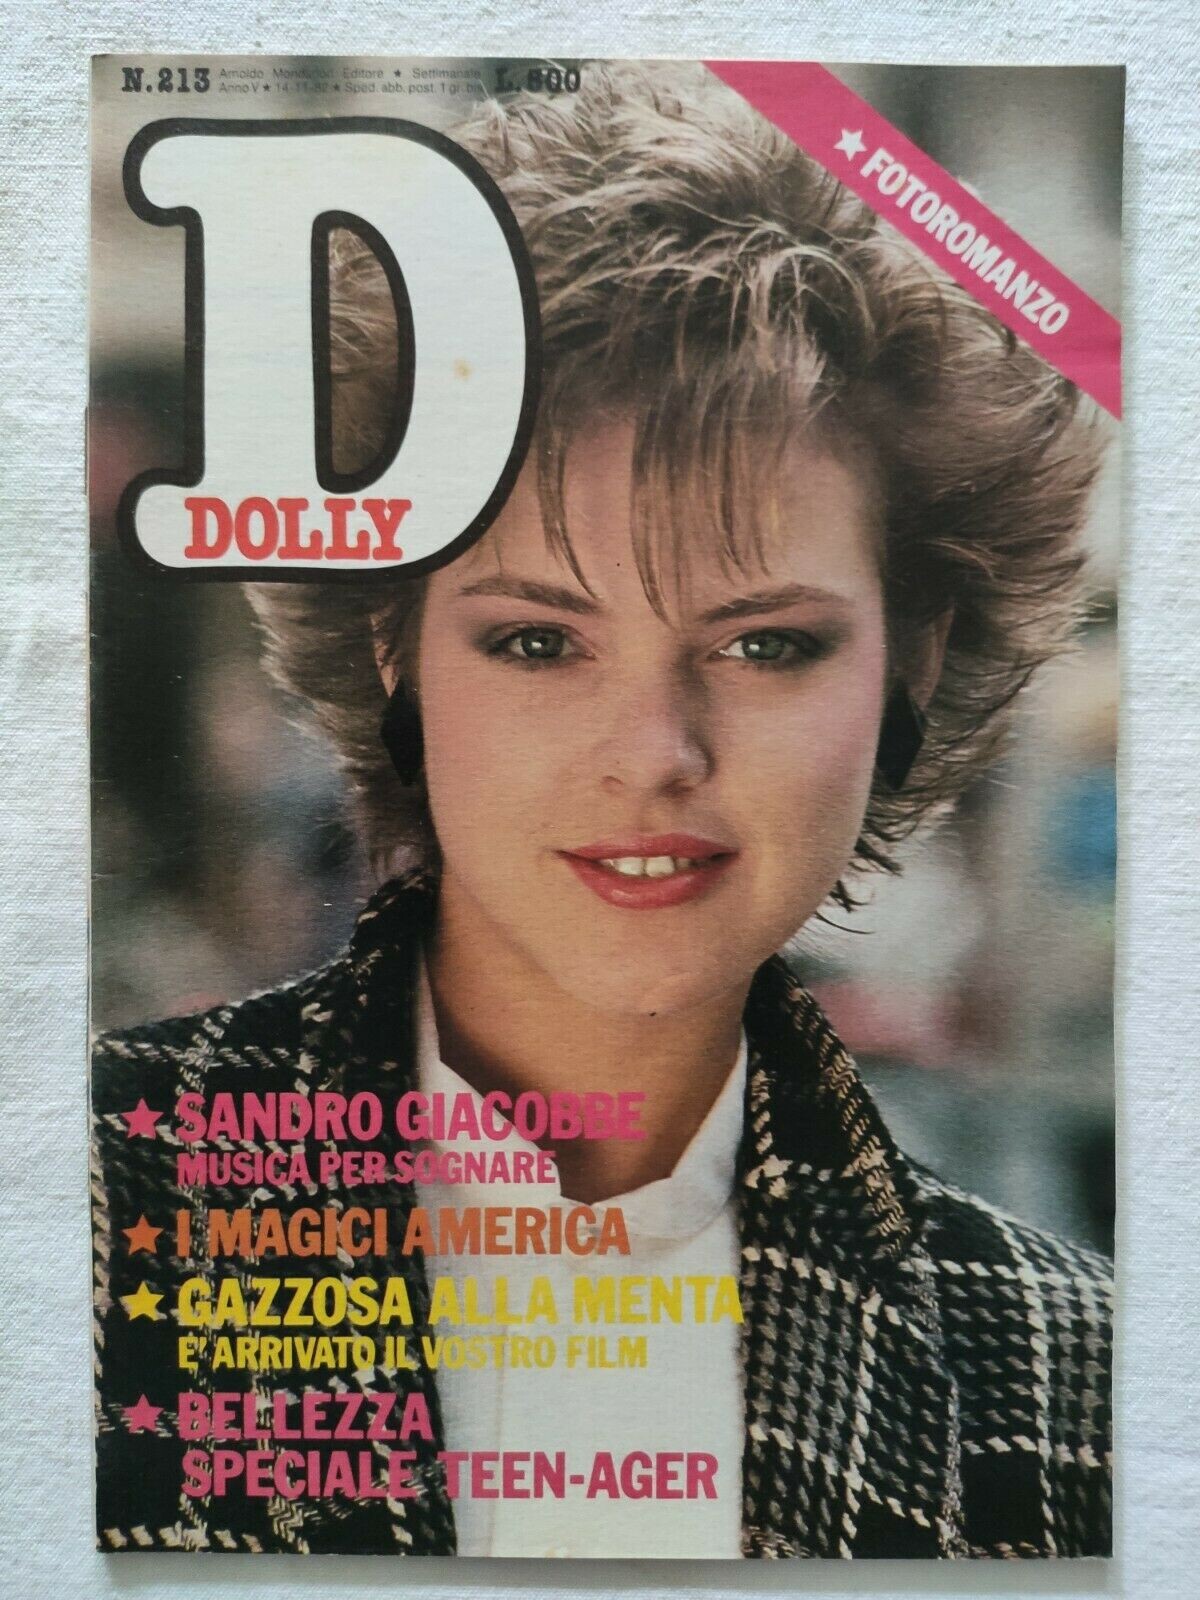 N.213
Arnoldo Mondadori Editore ★ Settimanale
Anno V ★ 14-11-82 ★ Sped. abb. post. 1 gr. bis
L.800
★ FOTOROMANZO
D
DOLLY
★ SANDRO GIACOBBE
MUSICA PER SOGNARE
★ I MAGICI AMERICA
★ GAZZOSA ALLA MENTA
E' ARRIVATO IL VOSTRO FILM
★ BELLEZZA
SPECIALE TEEN-AGER